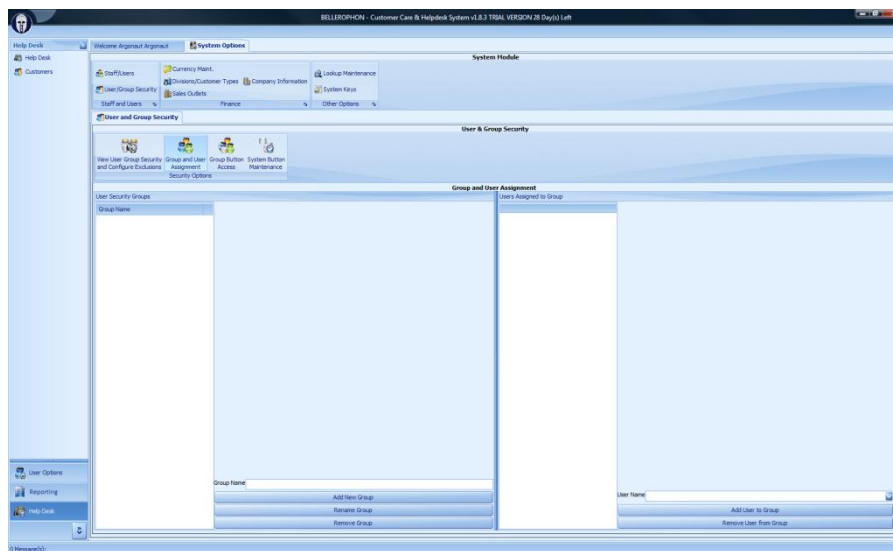 BELLEROPHON - Customer Care & Helpdesk System v1.8.3 TRIAL VERSION 28 Day(s) Left
Help Desk
Welcome Argonaut Argonaut
System Options
Help Desk
Customers
System Module
Staff/Users
User/Group Security
Staff and Users
Currency Maint.
Divisions/Customer Types
Company Information
Sales Outlets
Finance
Lookup Maintenance
System Keys
Other Options
User and Group Security
User & Group Security
View User Group Security
and Configure Exclusions
Group and User
Assignment
Group Button
Access
System Button
Maintenance
Security Options
Group and User Assignment
User Security Groups
Users Assigned to Group
Group Name
User Options
Reporting
Help Desk
Group Name
Add New Group
Rename Group
Remove Group
User Name
Add User to Group
Remove User from Group
0 Message(s):